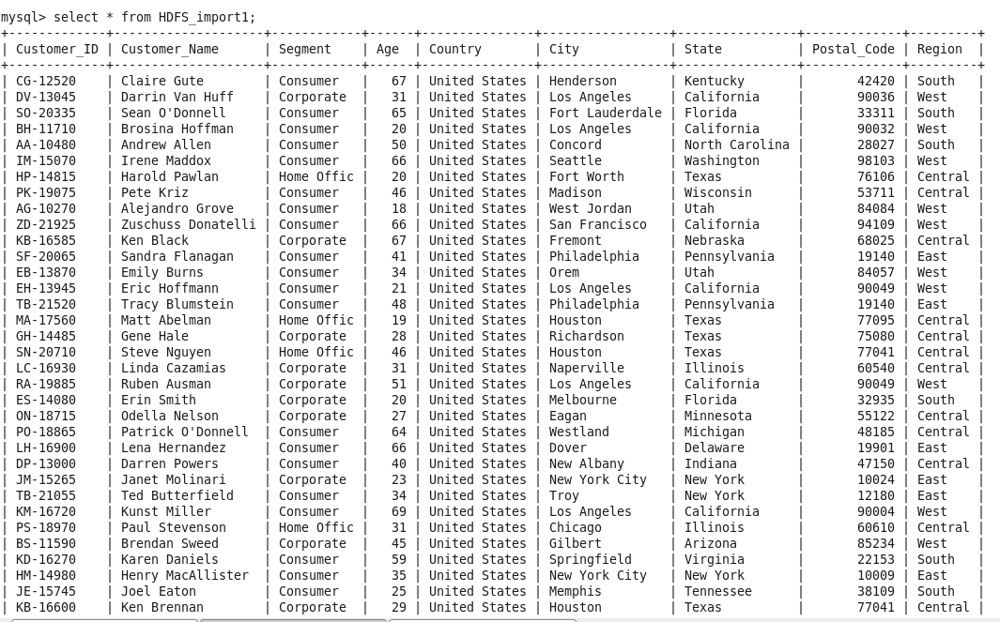 mysql> select * from HDFS_import1;
+-------------+--------------------+------------+------+---------------+-----------------+----------------+-------------+---------+
| Customer_ID | Customer_Name      | Segment    | Age  | Country       | City            | State          | Postal_Code | Region  |
+-------------+--------------------+------------+------+---------------+-----------------+----------------+-------------+---------+
| CG-12520    | Claire Gute        | Consumer   |   67 | United States | Henderson       | Kentucky       |       42420 | South   |
| DV-13045    | Darrin Van Huff    | Corporate  |   31 | United States | Los Angeles     | California     |       90036 | West    |
| SO-20335    | Sean O'Donnell     | Consumer   |   65 | United States | Fort Lauderdale | Florida        |       33311 | South   |
| BH-11710    | Brosina Hoffman    | Consumer   |   20 | United States | Los Angeles     | California     |       90032 | West    |
| AA-10480    | Andrew Allen       | Consumer   |   50 | United States | Concord         | North Carolina |       28027 | South   |
| IM-15070    | Irene Maddox       | Consumer   |   66 | United States | Seattle         | Washington     |       98103 | West    |
| HP-14815    | Harold Pawlan      | Home Offic |   20 | United States | Fort Worth      | Texas          |       76106 | Central |
| PK-19075    | Pete Kriz          | Consumer   |   46 | United States | Madison         | Wisconsin      |       53711 | Central |
| AG-10270    | Alejandro Grove    | Consumer   |   18 | United States | West Jordan     | Utah           |       84084 | West    |
| ZD-21925    | Zuschuss Donatelli | Consumer   |   66 | United States | San Francisco   | California     |       94109 | West    |
| KB-16585    | Ken Black          | Corporate  |   67 | United States | Fremont         | Nebraska       |       68025 | Central |
| SF-20065    | Sandra Flanagan    | Consumer   |   41 | United States | Philadelphia    | Pennsylvania   |       19140 | East    |
| EB-13870    | Emily Burns        | Consumer   |   34 | United States | Orem            | Utah           |       84057 | West    |
| EH-13945    | Eric Hoffmann      | Consumer   |   21 | United States | Los Angeles     | California     |       90049 | West    |
| TB-21520    | Tracy Blumstein    | Consumer   |   48 | United States | Philadelphia    | Pennsylvania   |       19140 | East    |
| MA-17560    | Matt Abelman       | Home Offic |   19 | United States | Houston         | Texas          |       77095 | Central |
| GH-14485    | Gene Hale          | Corporate  |   28 | United States | Richardson      | Texas          |       75080 | Central |
| SN-20710    | Steve Nguyen       | Home Offic |   46 | United States | Houston         | Texas          |       77041 | Central |
| LC-16930    | Linda Cazamias     | Corporate  |   31 | United States | Naperville      | Illinois       |       60540 | Central |
| RA-19885    | Ruben Ausman       | Corporate  |   51 | United States | Los Angeles     | California     |       90049 | West    |
| ES-14080    | Erin Smith         | Corporate  |   20 | United States | Melbourne       | Florida        |       32935 | South   |
| ON-18715    | Odella Nelson      | Corporate  |   27 | United States | Eagan           | Minnesota      |       55122 | Central |
| PO-18865    | Patrick O'Donnell  | Consumer   |   64 | United States | Westland        | Michigan       |       48185 | Central |
| LH-16900    | Lena Hernandez     | Consumer   |   66 | United States | Dover           | Delaware       |       19901 | East    |
| DP-13000    | Darren Powers      | Consumer   |   40 | United States | New Albany      | Indiana        |       47150 | Central |
| JM-15265    | Janet Molinari     | Corporate  |   23 | United States | New York City   | New York       |       10024 | East    |
| TB-21055    | Ted Butterfield    | Consumer   |   34 | United States | Troy            | New York       |       12180 | East    |
| KM-16720    | Kunst Miller       | Consumer   |   69 | United States | Los Angeles     | California     |       90004 | West    |
| PS-18970    | Paul Stevenson     | Home Offic |   31 | United States | Chicago         | Illinois       |       60610 | Central |
| BS-11590    | Brendan Sweed      | Corporate  |   45 | United States | Gilbert         | Arizona        |       85234 | West    |
| KD-16270    | Karen Daniels      | Consumer   |   59 | United States | Springfield     | Virginia       |       22153 | South   |
| HM-14980    | Henry MacAllister  | Consumer   |   35 | United States | New York City   | New York       |       10009 | East    |
| JE-15745    | Joel Eaton         | Consumer   |   25 | United States | Memphis         | Tennessee      |       38109 | South   |
| KB-16600    | Ken Brennan        | Corporate  |   29 | United States | Houston         | Texas          |       77041 | Central |